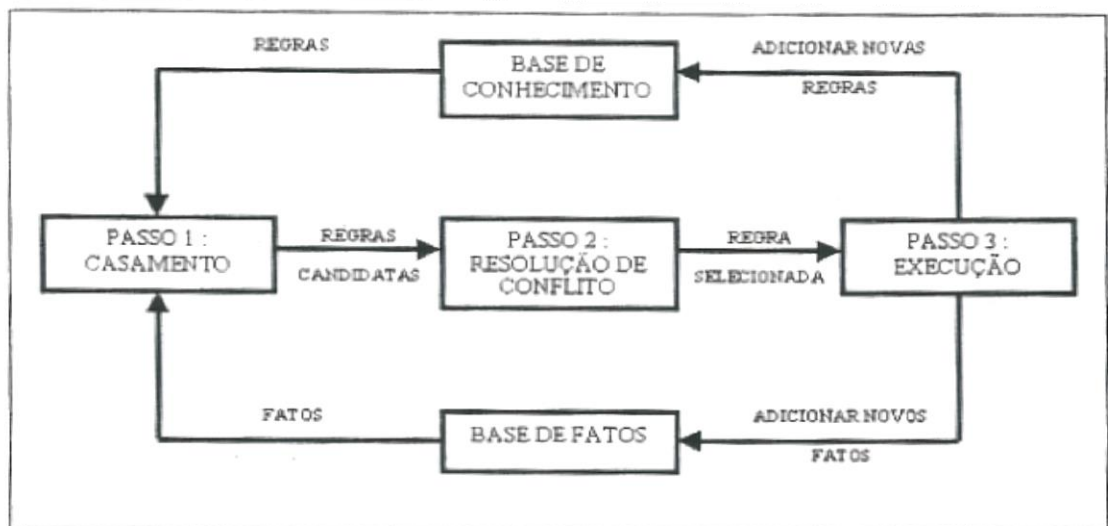 REGRAS
BASE DE
CONHECIMENTO
ADICIONAR NOVAS
REGRAS
PASSO 1 :
CASAMENTO
REGRAS
CANDIDATAS
PASSO 2 :
RESOLUÇÃO DE
CONFLITO
REGRA
SELECIONADA
PASSO 3 :
EXECUÇÃO
FATOS
BASE DE FATOS
ADICIONAR NOVOS
FATOS